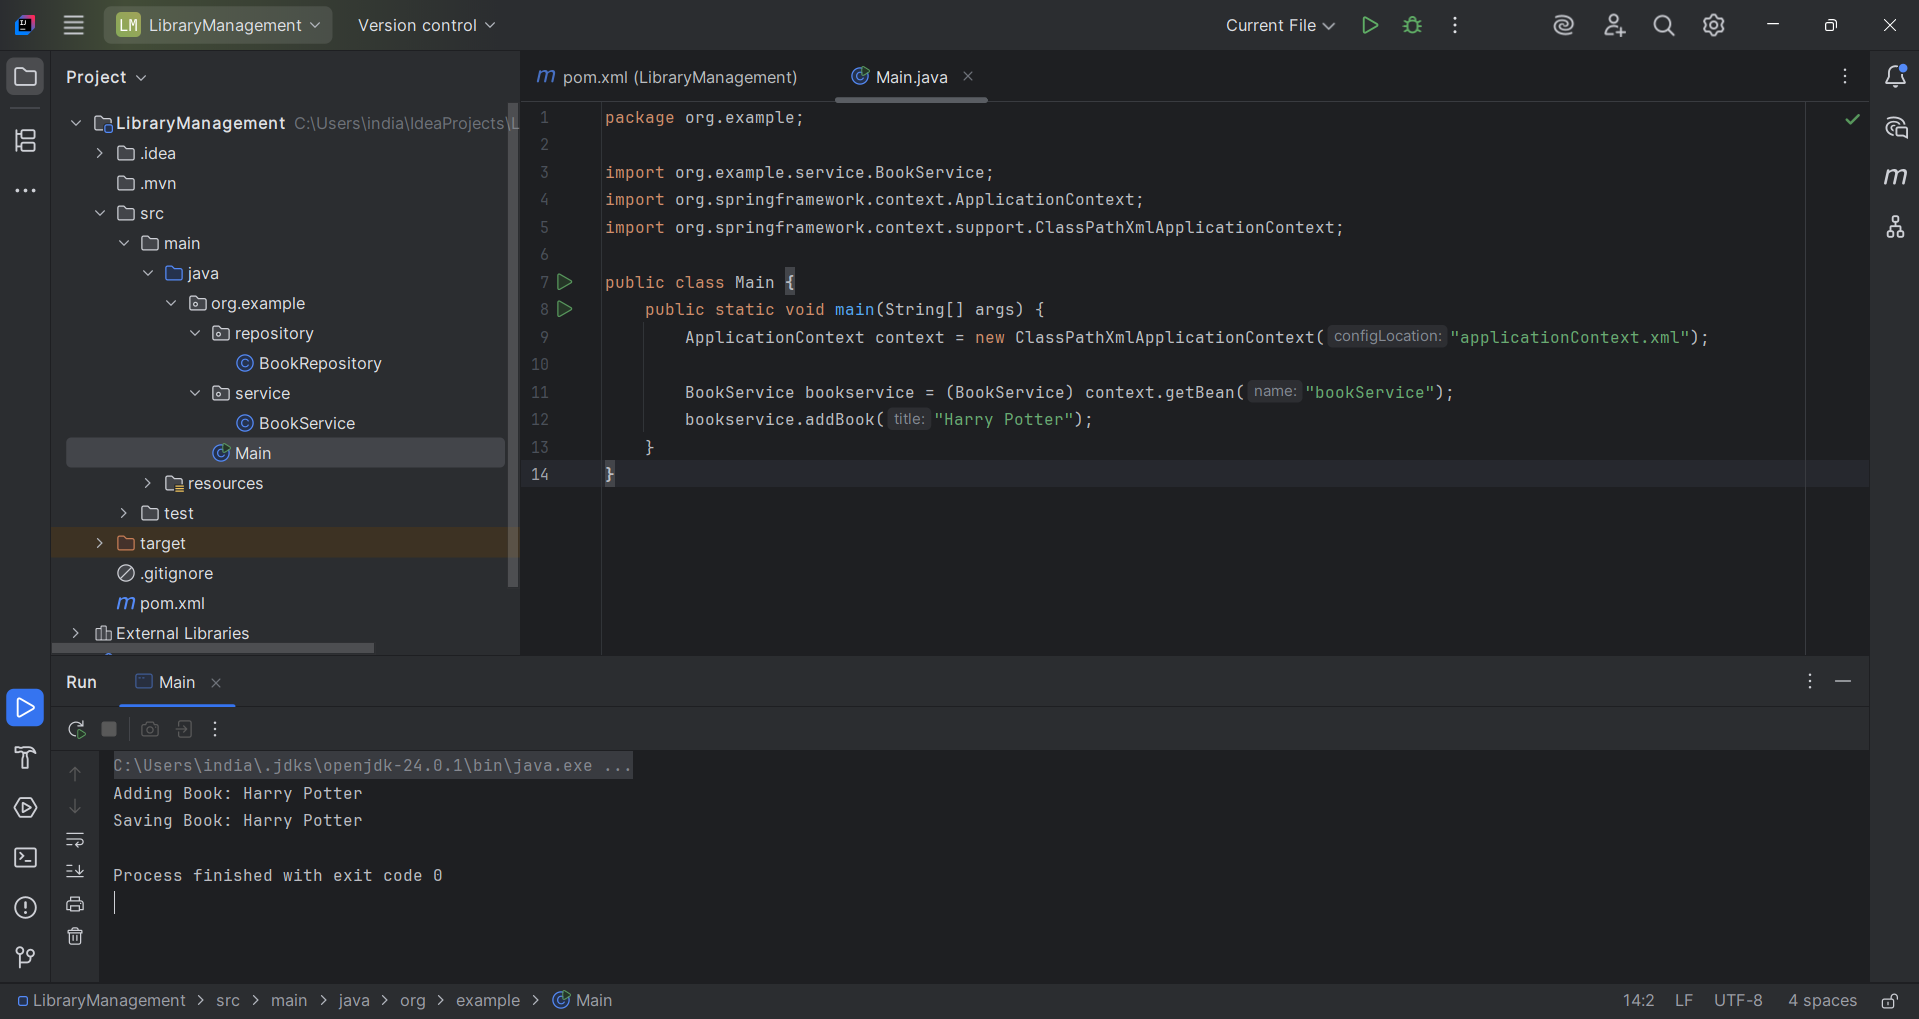 LM LibraryManagement Version control Current File
Project
pom.xml (LibraryManagement) Main.java
LibraryManagement C:\Users\india\IdeaProjects\L
.idea
.mvn
src
main
java
org.example
repository
BookRepository
service
BookService
Main
resources
test
target
.gitignore
pom.xml
External Libraries
1 package org.example;
2
3 import org.example.service.BookService;
4 import org.springframework.context.ApplicationContext;
5 import org.springframework.context.support.ClassPathXmlApplicationContext;
6
7 public class Main {
8 public static void main(String[] args) {
9 ApplicationContext context = new ClassPathXmlApplicationContext( configLocation: "applicationContext.xml");
10
11 BookService bookservice = (BookService) context.getBean( name: "bookService");
12 bookservice.addBook( title: "Harry Potter");
13 }
14 }
Run Main
C:\Users\india\.jdks\openjdk-24.0.1\bin\java.exe ...
Adding Book: Harry Potter
Saving Book: Harry Potter
Process finished with exit code 0
LibraryManagement > src > main > java > org > example > Main 14:2 LF UTF-8 4 spaces